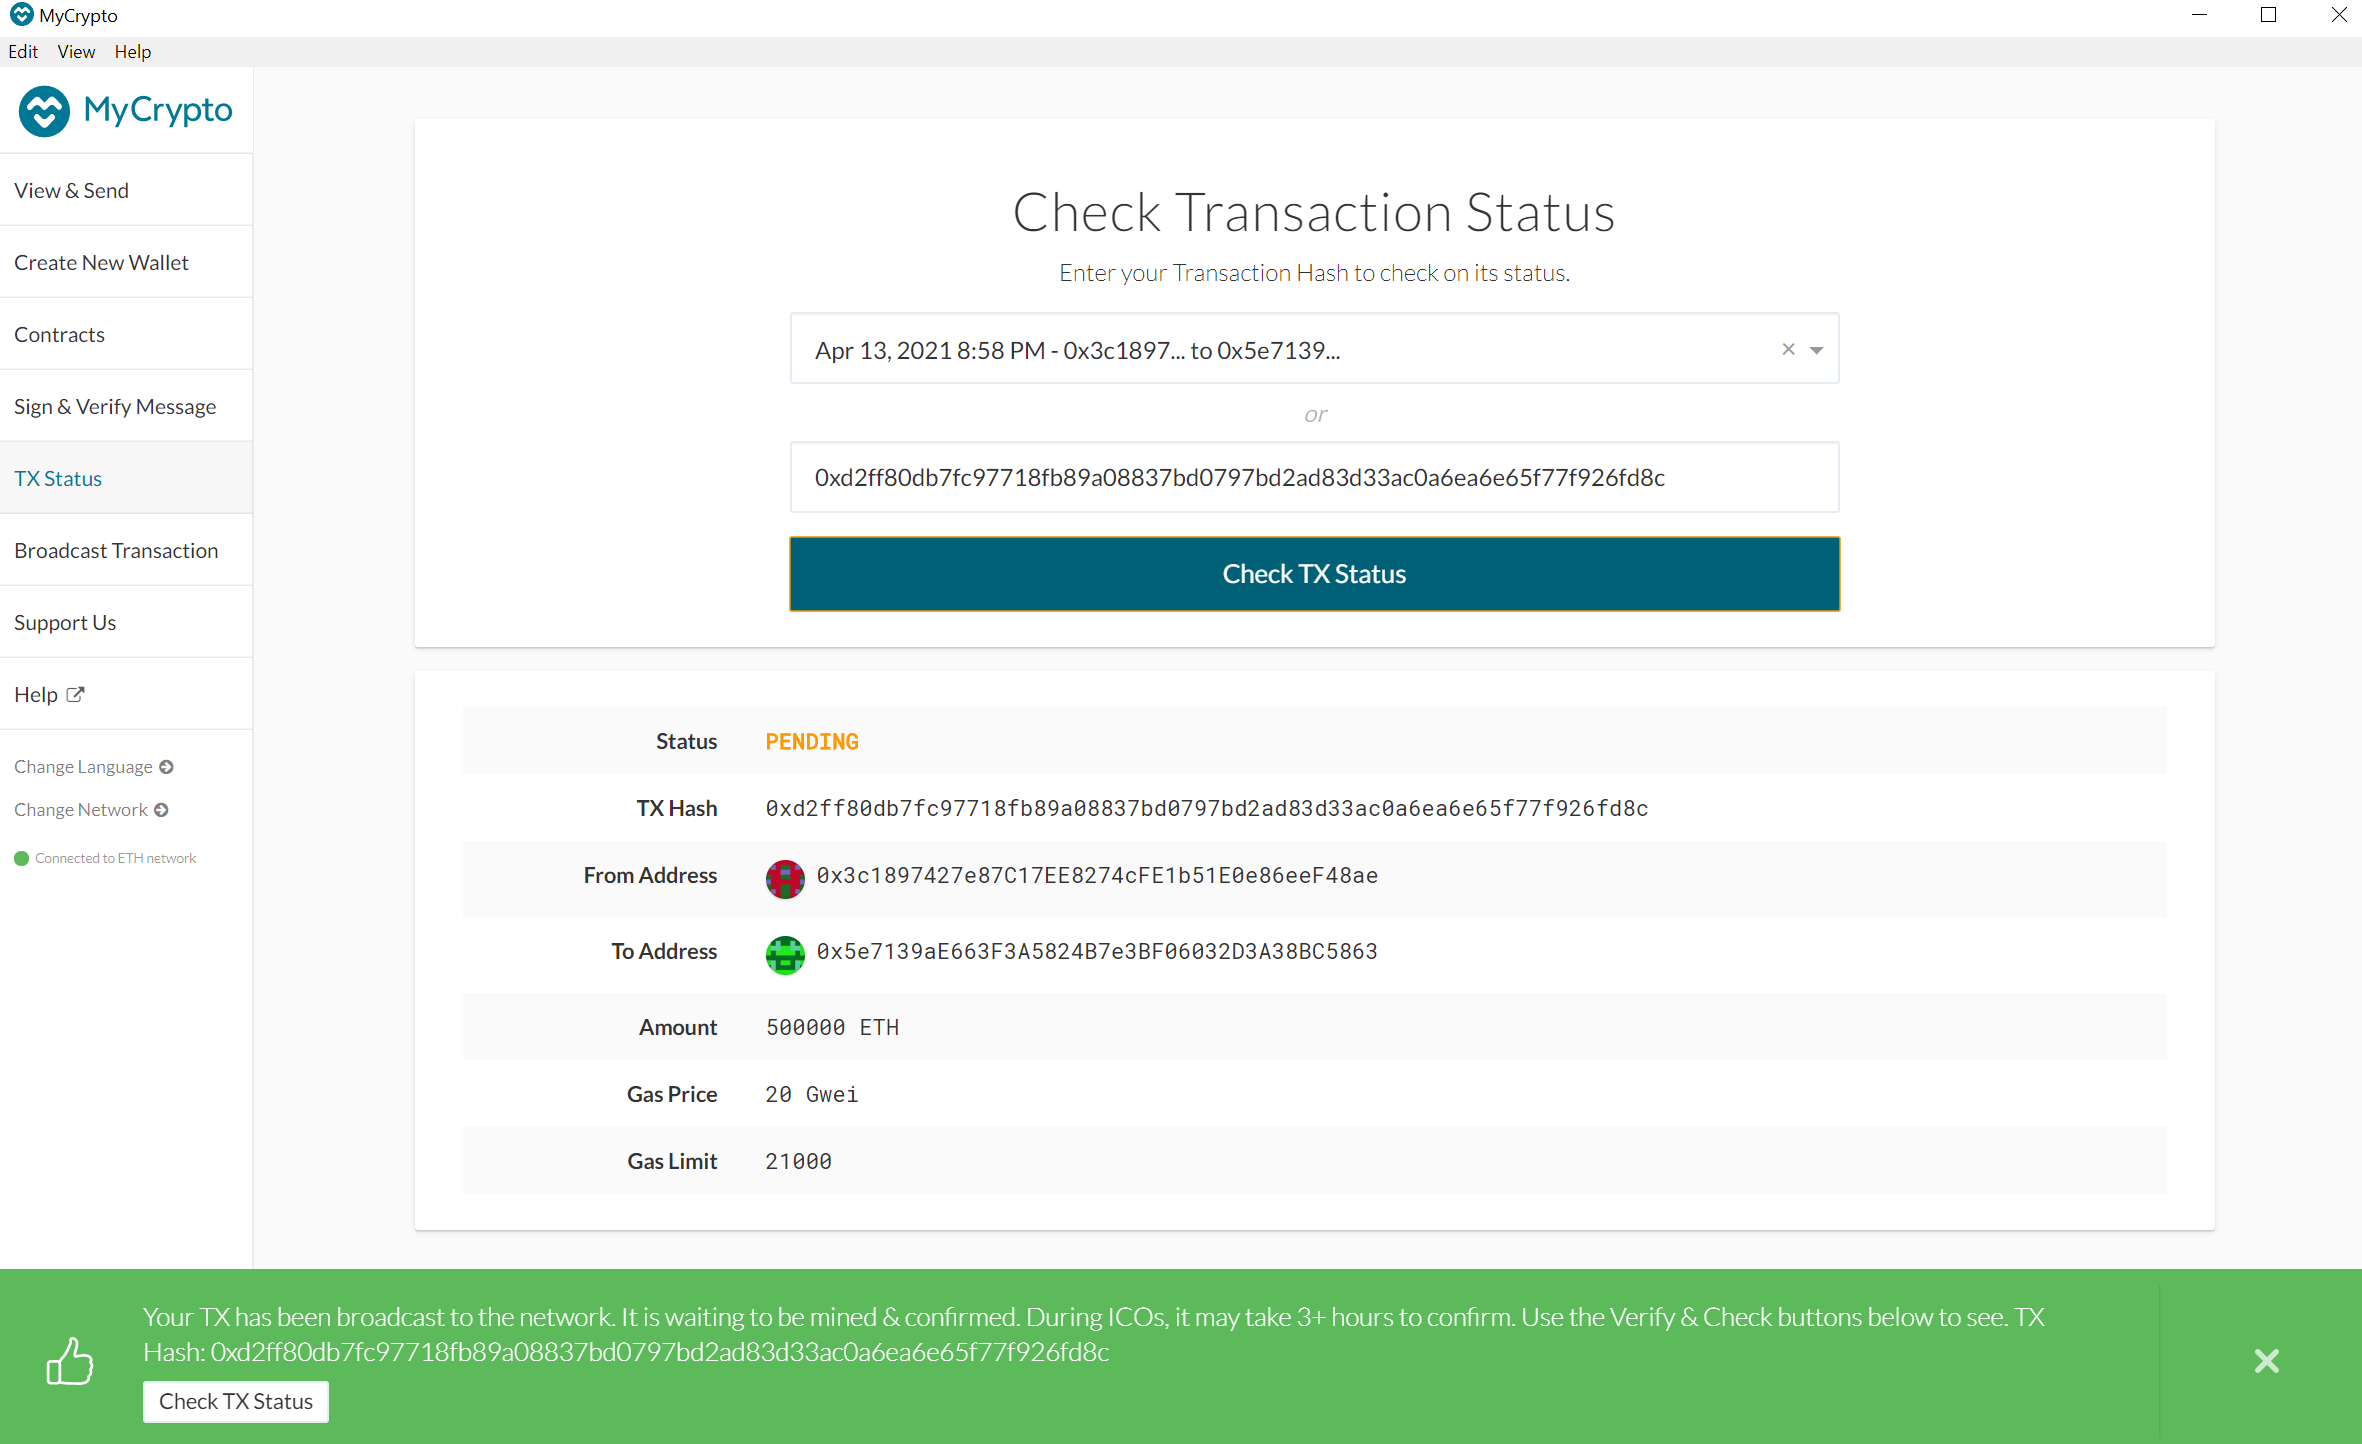 MyCrypto
Edit View Help
MyCrypto
View & Send
Create New Wallet
Contracts
Sign & Verify Message
TX Status
Broadcast Transaction
Support Us
Help
Change Language
Change Network
Connected to ETH network
Check Transaction Status
Enter your Transaction Hash to check on its status.
Apr 13, 2021 8:58 PM - 0x3c1897... to 0x5e7139...
or
0xd2ff80db7fc97718fb89a08837bd0797bd2ad83d33ac0a6ea6e65f77f926fd8c
Check TX Status
Status PENDING
TX Hash 0xd2ff80db7fc97718fb89a08837bd0797bd2ad83d33ac0a6ea6e65f77f926fd8c
From Address 0x3c1897427e87C17EE8274cFE1b51E0e86eeF48ae
To Address 0x5e7139aE663F3A5824B7e3BF06032D3A38BC5863
Amount 500000 ETH
Gas Price 20 Gwei
Gas Limit 21000
Your TX has been broadcast to the network. It is waiting to be mined & confirmed. During ICOs, it may take 3+ hours to confirm. Use the Verify & Check buttons below to see. TX
Hash: 0xd2ff80db7fc97718fb89a08837bd0797bd2ad83d33ac0a6ea6e65f77f926fd8c
Check TX Status